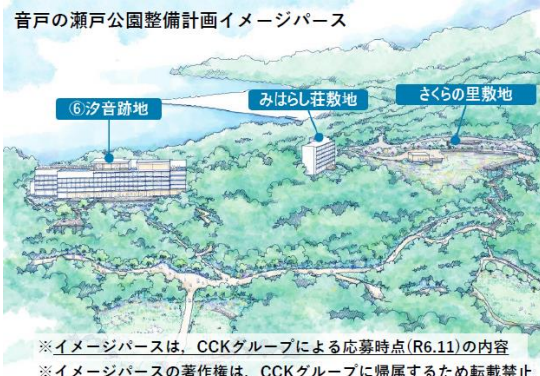 音戸の瀬戸公園整備計画イメージパース
⑥汐音跡地
みはらし荘敷地
さくらの里敷地
※イメージパースは，CCKグループによる応募時点(R6.11)の内容
※イメージパースの著作権は，CCKグループに帰属するため転載禁止